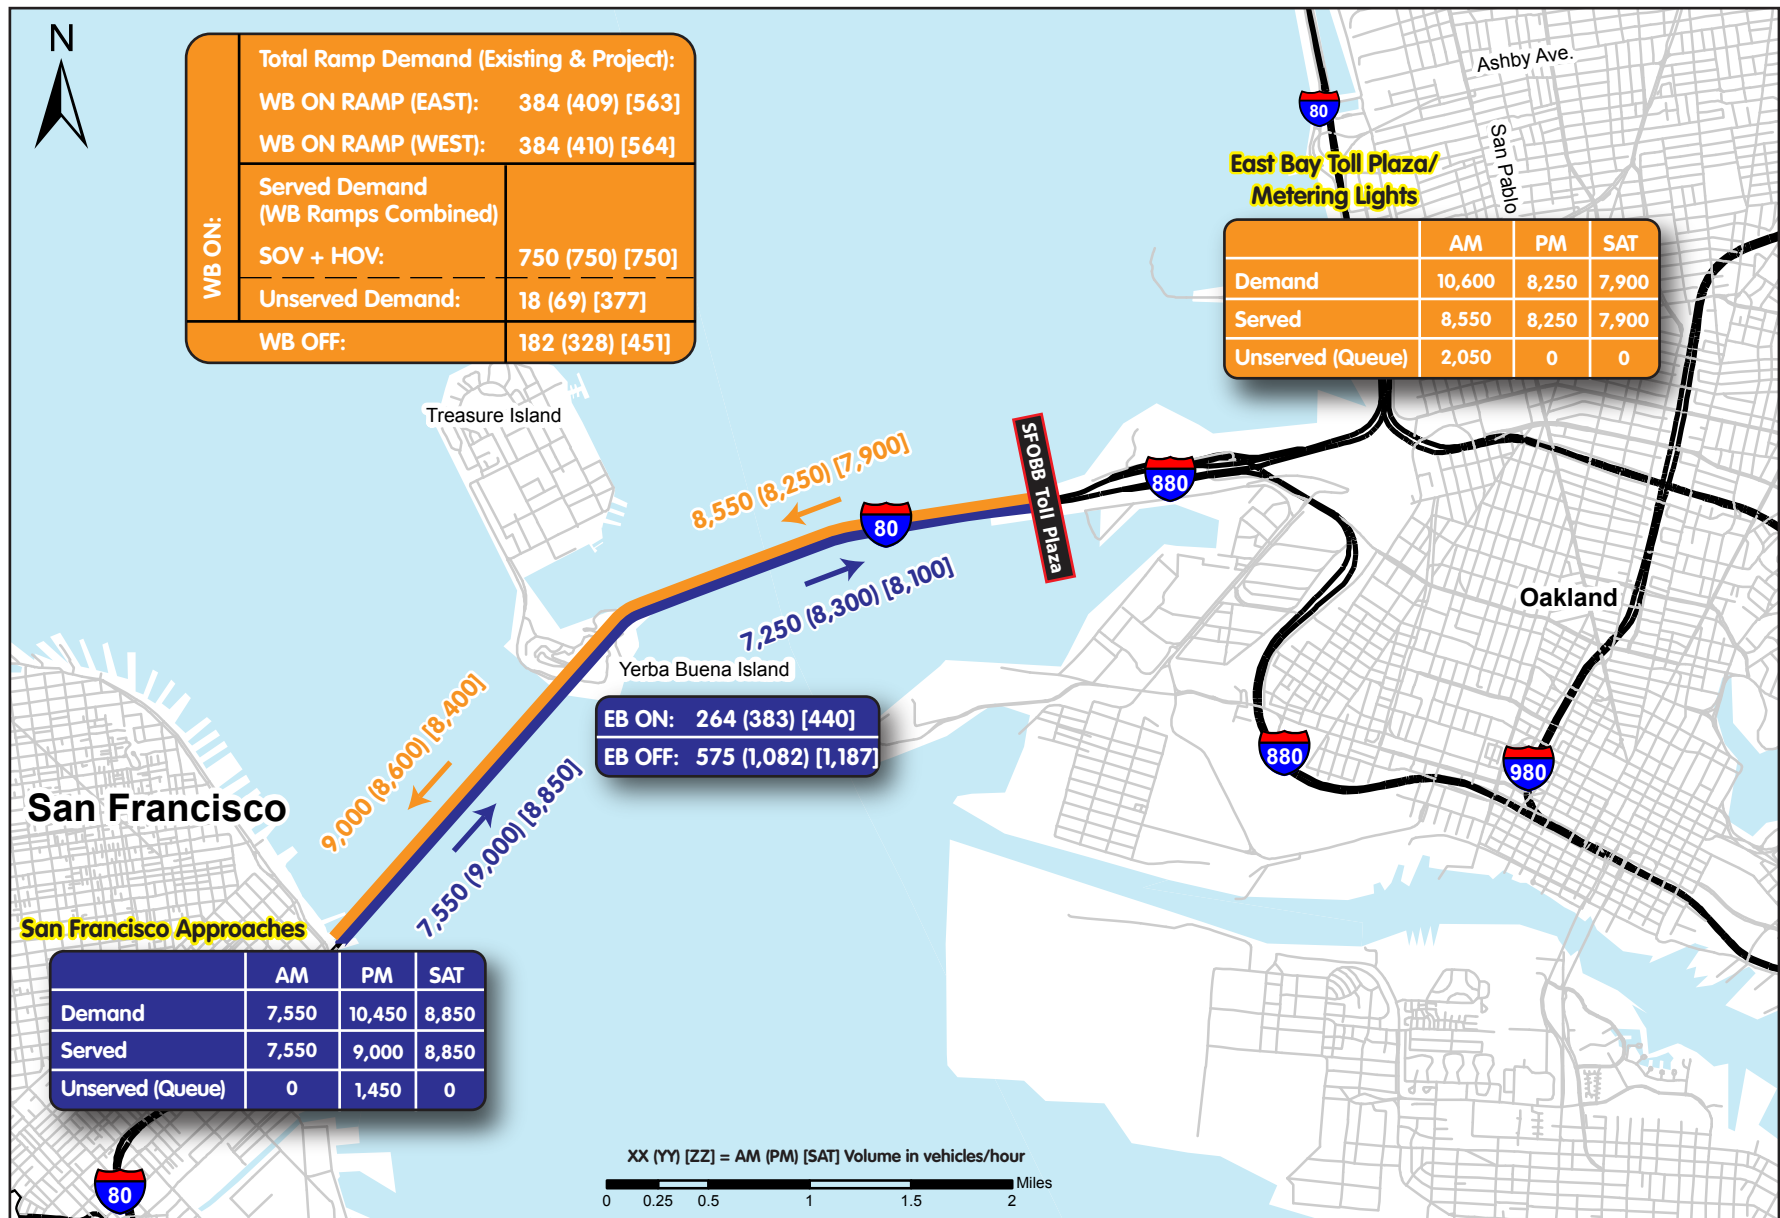 N
Total Ramp Demand (Existing & Project):
WB ON RAMP (EAST): 384 (409) [563]
WB ON RAMP (WEST): 384 (410) [564]
WB ON:
Served Demand
(WB Ramps Combined)
SOV + HOV: 750 (750) [750]
Unserved Demand: 18 (69) [377]
WB OFF: 182 (328) [451]
Ashby Ave.
80
San Pablo
East Bay Toll Plaza/
Metering Lights
AM PM SAT
Demand 10,600 8,250 7,900
Served 8,550 8,250 7,900
Unserved (Queue) 2,050 0 0
Treasure Island
8,550 (8,250) [7,900]
80
SFOBB Toll Plaza
880
7,250 (8,300) [8,100]
Oakland
Yerba Buena Island
EB ON: 264 (383) [440]
EB OFF: 575 (1,082) [1,187]
880
980
9,000 (8,600) [8,400]
San Francisco
7,550 (9,000) [8,850]
San Francisco Approaches
AM PM SAT
Demand 7,550 10,450 8,850
Served 7,550 9,000 8,850
Unserved (Queue) 0 1,450 0
80
XX (YY) [ZZ] = AM (PM) [SAT] Volume in vehicles/hour
Miles
0 0.25 0.5 1 1.5 2